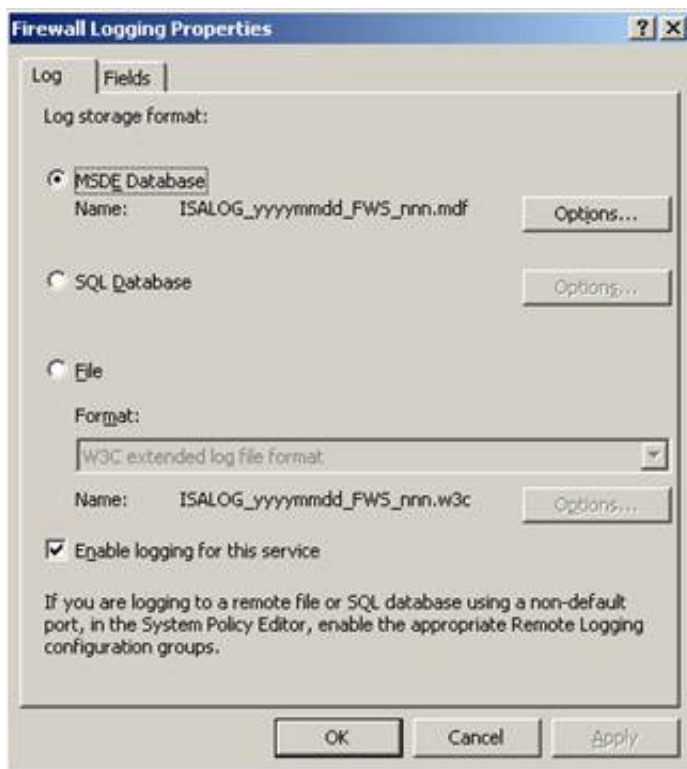 Firewall Logging Properties
Log
Fields
Log storage format:
MSDE Database
Name: ISALOG_yyyymmdd_FWS_nnn.mdf
Options...
SQL Database
Options...
File
Format:
W3C extended log file format
Name: ISALOG_yyyymmdd_FWS_nnn.w3c
Options...
Enable logging for this service
If you are logging to a remote file or SQL database using a non-default
port, in the System Policy Editor, enable the appropriate Remote Logging
configuration groups.
OK
Cancel
Apply